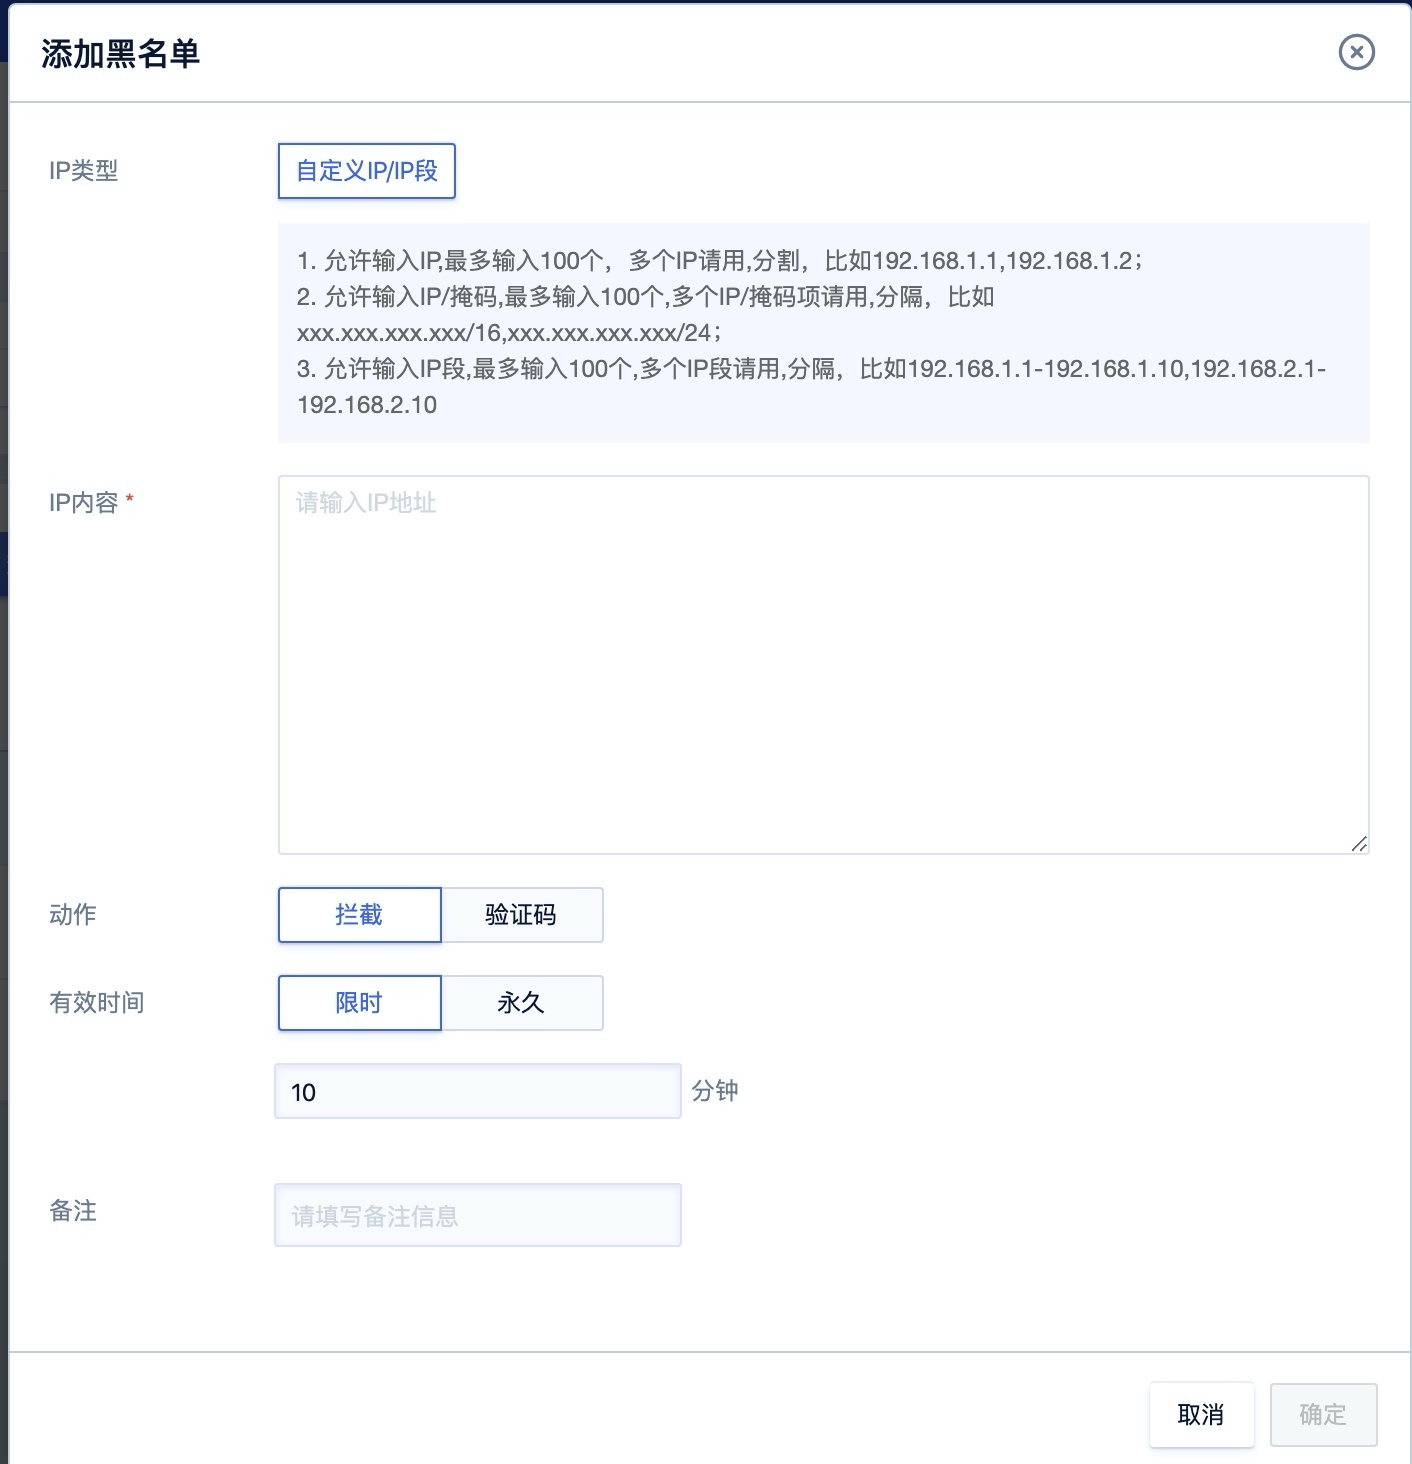 添加黑名单
IP类型
自定义IP/IP段
1. 允许输入IP,最多输入100个，多个IP请用,分割，比如192.168.1.1,192.168.1.2；
2. 允许输入IP/掩码,最多输入100个,多个IP/掩码项请用,分隔，比如
xxx.xxx.xxx.xxx/16,xxx.xxx.xxx.xxx/24；
3. 允许输入IP段,最多输入100个,多个IP段请用,分隔，比如192.168.1.1-192.168.1.10,192.168.2.1-
192.168.2.10
IP内容 *
请输入IP地址
动作
拦截 验证码
有效时间
限时 永久
10 分钟
备注
请填写备注信息
取消 确定